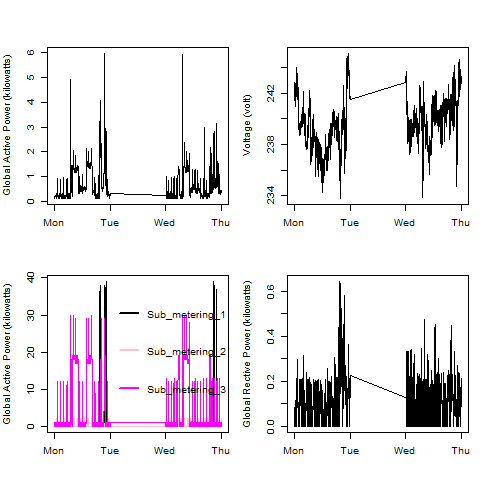 Global Active Power (kilowatts)
6
5
4
3
2
1
0
Mon Tue Wed Thu
Voltage (volt)
242
238
234
Mon Tue Wed Thu
Global Active Power (kilowatts)
40
30
20
10
0
Sub_metering_1
Sub_metering_2
Sub_metering_3
Mon Tue Wed Thu
Global Rective Power (kilowatts)
0.6
0.4
0.2
0.0
Mon Tue Wed Thu